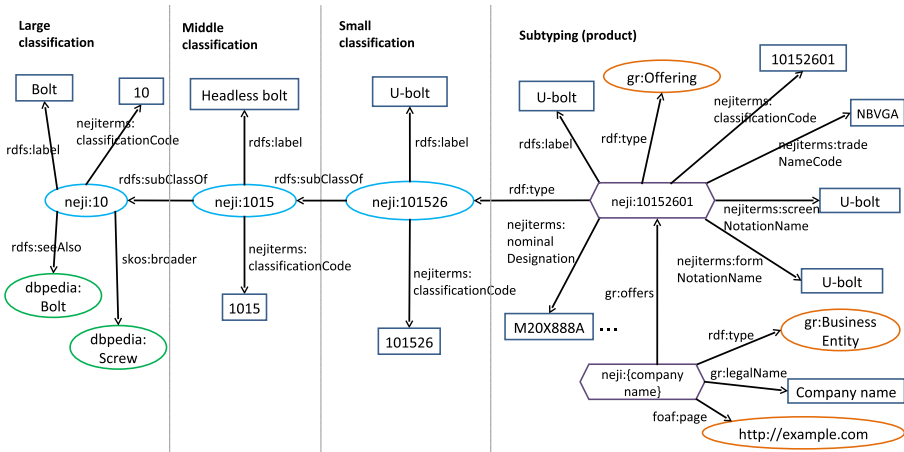 Large
classification
Middle
classification
Small
classification
Subtyping (product)
Bolt
10
nejiterms:
classificationCode
rdfs:label
neji:10
rdfs:subClassOf
rdfs:seeAlso
skos:broader
dbpedia:
Bolt
dbpedia:
Screw
Headless bolt
rdfs:label
neji:1015
rdfs:subClassOf
nejiterms:
classificationCode
1015
U-bolt
rdfs:label
neji:101526
nejiterms:
classificationCode
101526
rdf:type
U-bolt
rdfs:label
gr:Offering
rdf:type
10152601
nejiterms:
classificationCode
NBVGA
nejiterms:trade
NameCode
neji:10152601
nejiterms:screen
NotationName
U-bolt
nejiterms:form
NotationName
U-bolt
nejiterms:
nominal
Designation
M20X888A
...
gr:offers
neji:{company
name}
rdf:type
gr:Business
Entity
gr:legalName
Company name
foaf:page
http://example.com